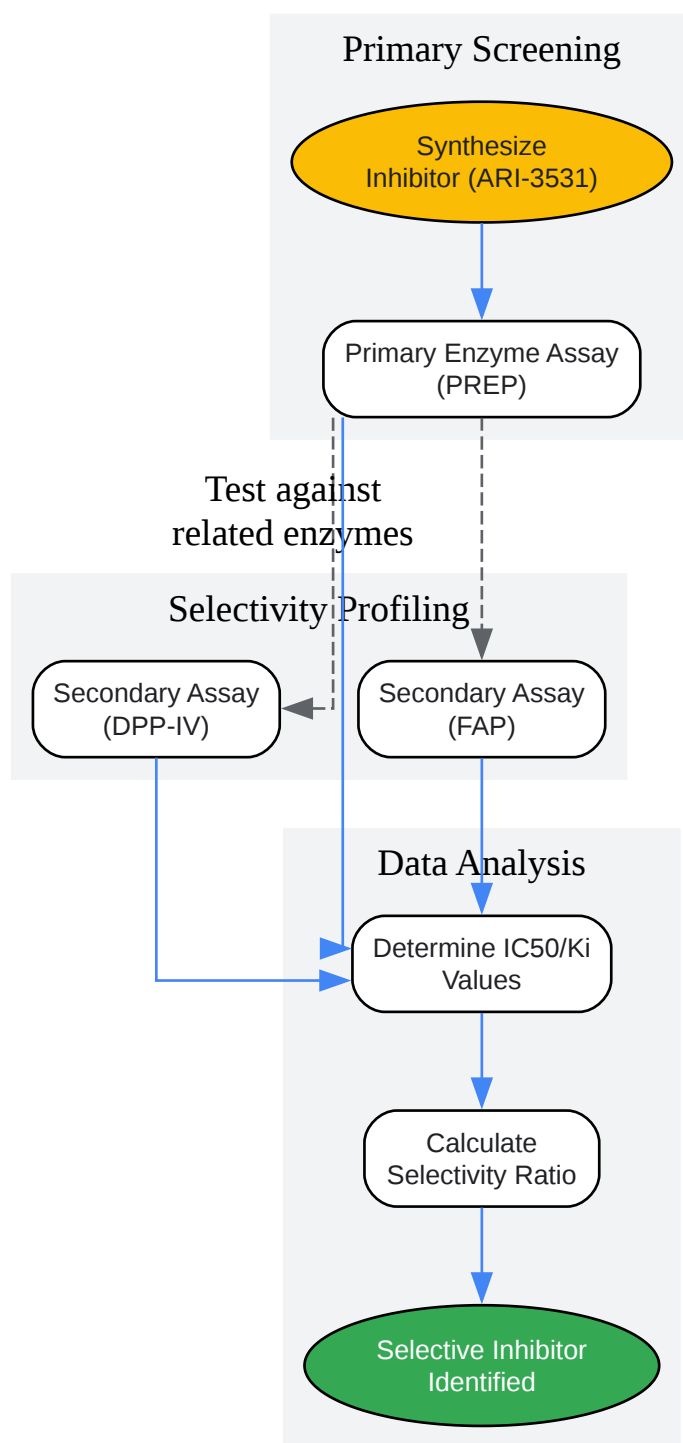 Primary Screening
Synthesize
Inhibitor (ARI-3531)
Primary Enzyme Assay
(PREP)
Test against
related enzymes
Selectivity Profiling
Secondary Assay
(DPP-IV)
Secondary Assay
(FAP)
Data Analysis
Determine IC50/Ki
Values
Calculate
Selectivity Ratio
Selective Inhibitor
Identified